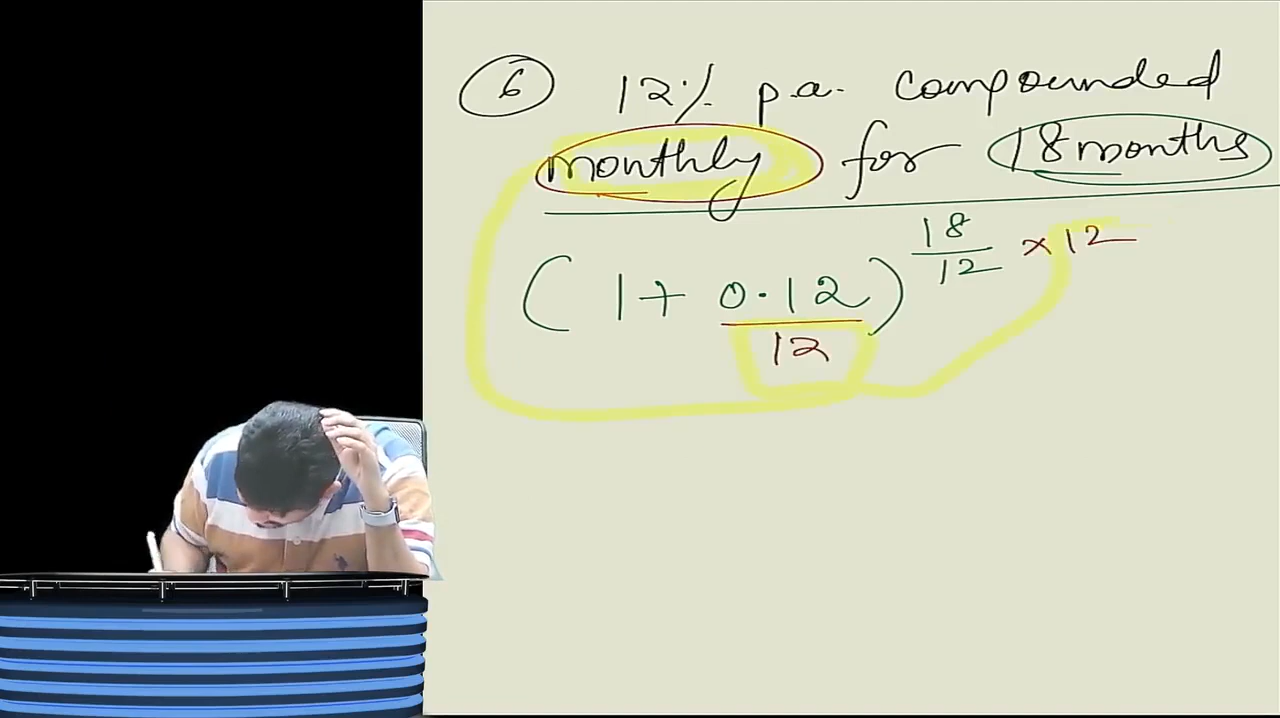 6 12% p.a. compounded
monthly for 18 months
(1 + 0.12/12)^(18/12 × 12)